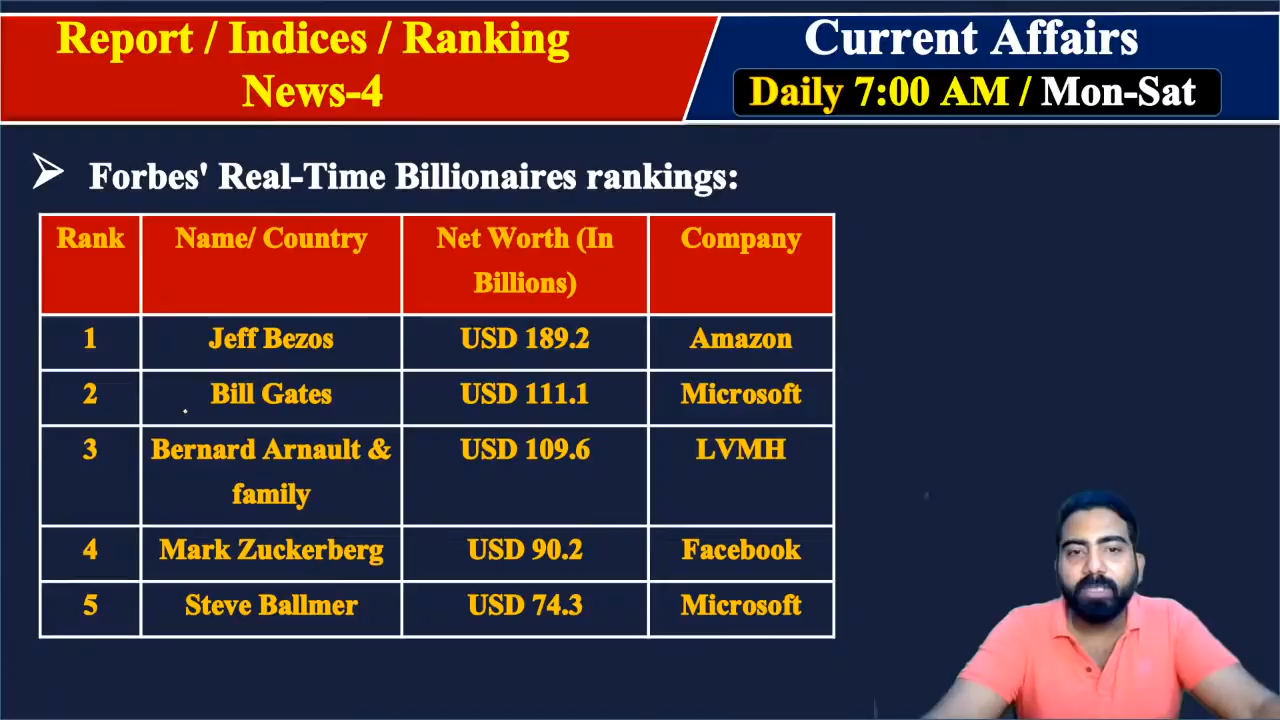 Report / Indices / Ranking
News-4
Current Affairs
Daily 7:00 AM / Mon-Sat
Forbes' Real-Time Billionaires rankings:
Rank Name/ Country Net Worth (In Billions) Company
1 Jeff Bezos USD 189.2 Amazon
2 Bill Gates USD 111.1 Microsoft
3 Bernard Arnault & family USD 109.6 LVMH
4 Mark Zuckerberg USD 90.2 Facebook
5 Steve Ballmer USD 74.3 Microsoft